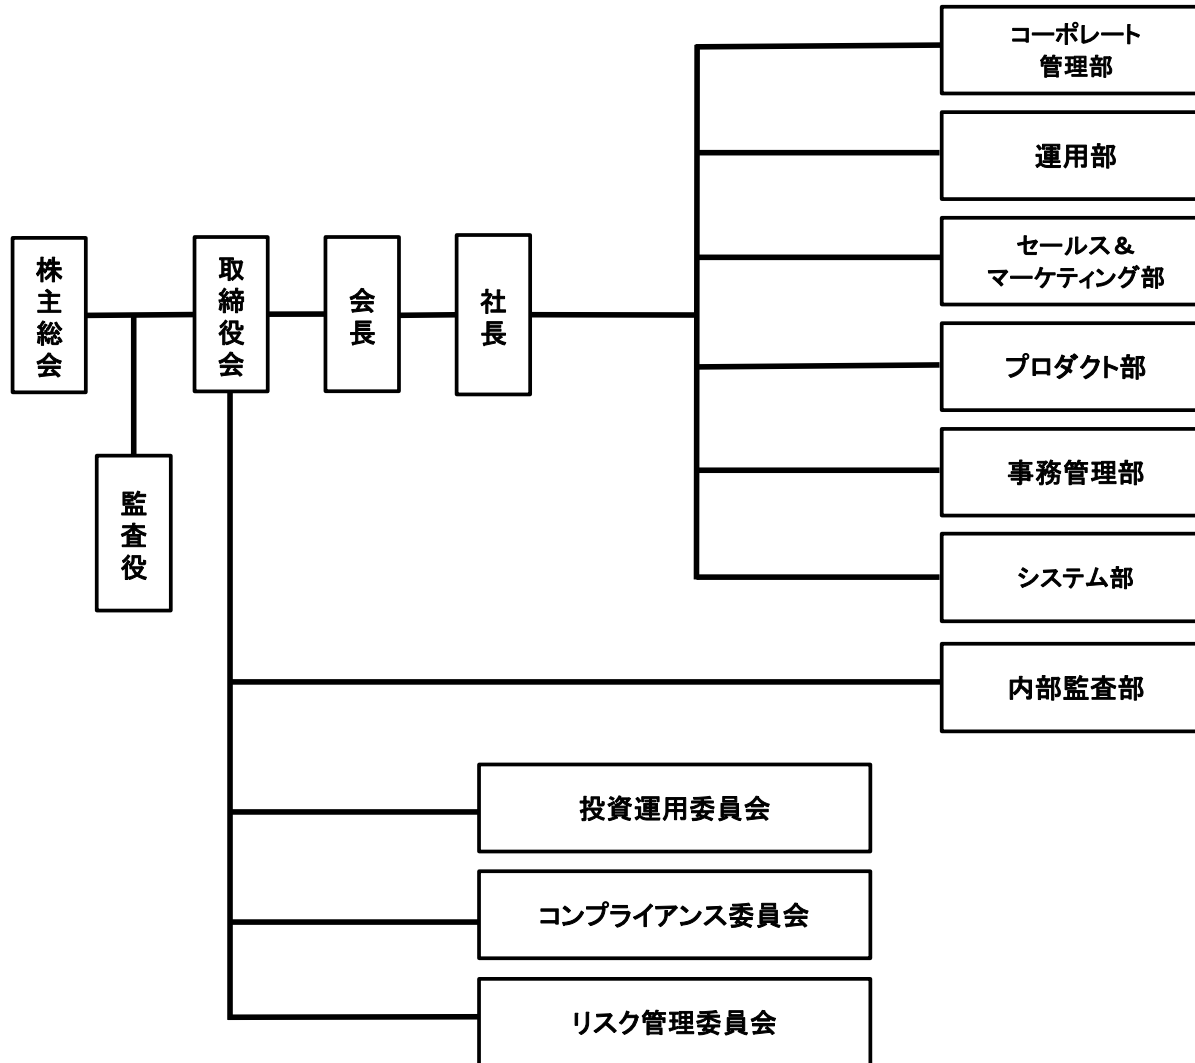 株主総会
監査役
取締役会
会長
社長
コーポレート
管理部
運用部
セールス＆
マーケティング部
プロダクト部
事務管理部
システム部
内部監査部
投資運用委員会
コンプライアンス委員会
リスク管理委員会